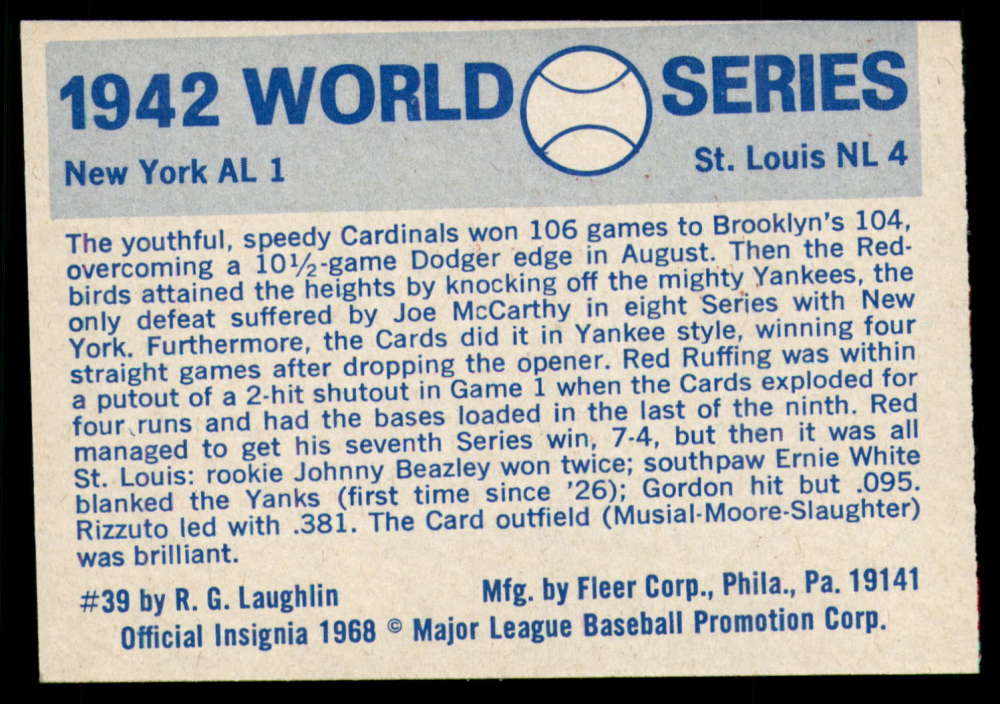 1942 WORLD SERIES
New York AL 1 St. Louis NL 4
The youthful, speedy Cardinals won 106 games to Brooklyn's 104,
overcoming a 10½-game Dodger edge in August. Then the Red-
birds attained the heights by knocking off the mighty Yankees, the
only defeat suffered by Joe McCarthy in eight Series with New
York. Furthermore, the Cards did it in Yankee style, winning four
straight games after dropping the opener. Red Ruffing was within
a putout of a 2-hit shutout in Game 1 when the Cards exploded for
four runs and had the bases loaded in the last of the ninth. Red
managed to get his seventh Series win, 7-4, but then it was all
St. Louis: rookie Johnny Beazley won twice; southpaw Ernie White
blanked the Yanks (first time since '26); Gordon hit but .095.
Rizzuto led with .381. The Card outfield (Musial-Moore-Slaughter)
was brilliant.
#39 by R. G. Laughlin Mfg. by Fleer Corp., Phila., Pa. 19141
Official Insignia 1968 © Major League Baseball Promotion Corp.